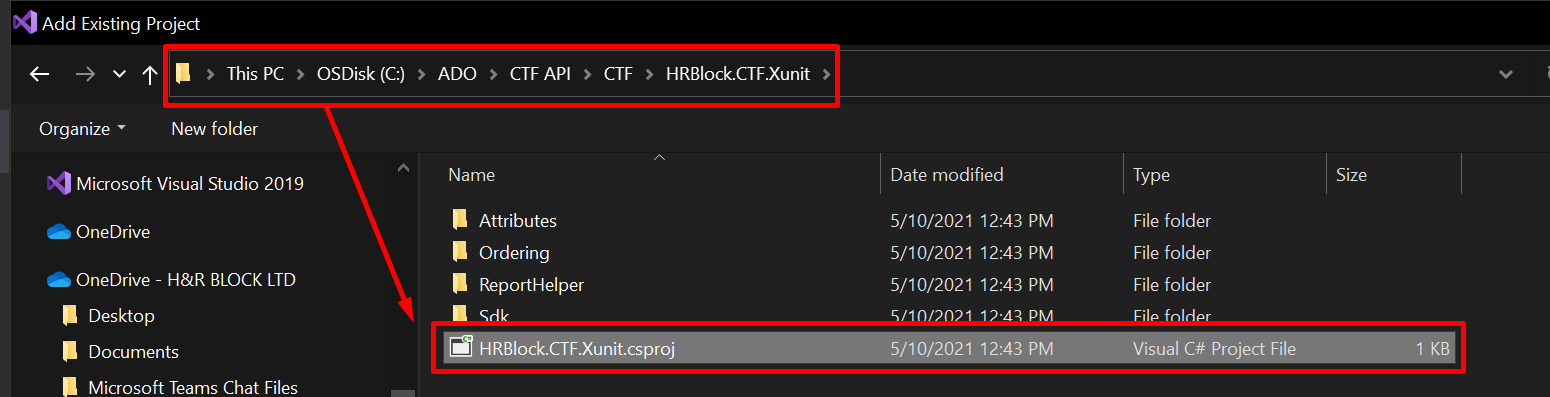 Add Existing Project
This PC > OSDisk (C:) > ADO > CTF API > CTF > HRBlock.CTF.Xunit >
Organize New folder
Name Date modified Type Size
Microsoft Visual Studio 2019
OneDrive
OneDrive - H&R BLOCK LTD
Desktop
Documents
Microsoft Teams Chat Files
Attributes 5/10/2021 12:43 PM File folder
Ordering 5/10/2021 12:43 PM File folder
ReportHelper 5/10/2021 12:43 PM File folder
Sdk 5/10/2021 12:43 PM File folder
HRBlock.CTF.Xunit.csproj 5/10/2021 12:43 PM Visual C# Project File 1 KB